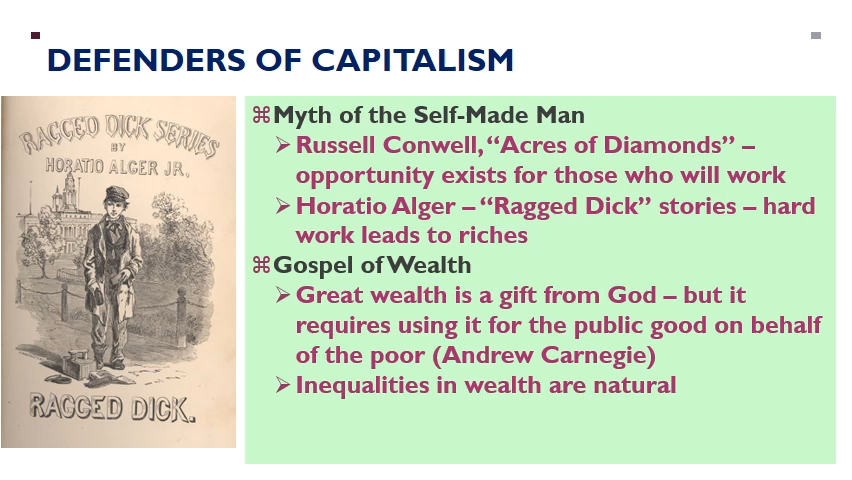 DEFENDERS OF CAPITALISM
RAGGED DICK SERIES
BY
HORATIO ALGER JR.
RAGGED DICK.
⌘Myth of the Self-Made Man
➢Russell Conwell, “Acres of Diamonds” –
opportunity exists for those who will work
➢Horatio Alger – “Ragged Dick” stories – hard
work leads to riches
⌘Gospel of Wealth
➢Great wealth is a gift from God – but it
requires using it for the public good on behalf
of the poor (Andrew Carnegie)
➢Inequalities in wealth are natural